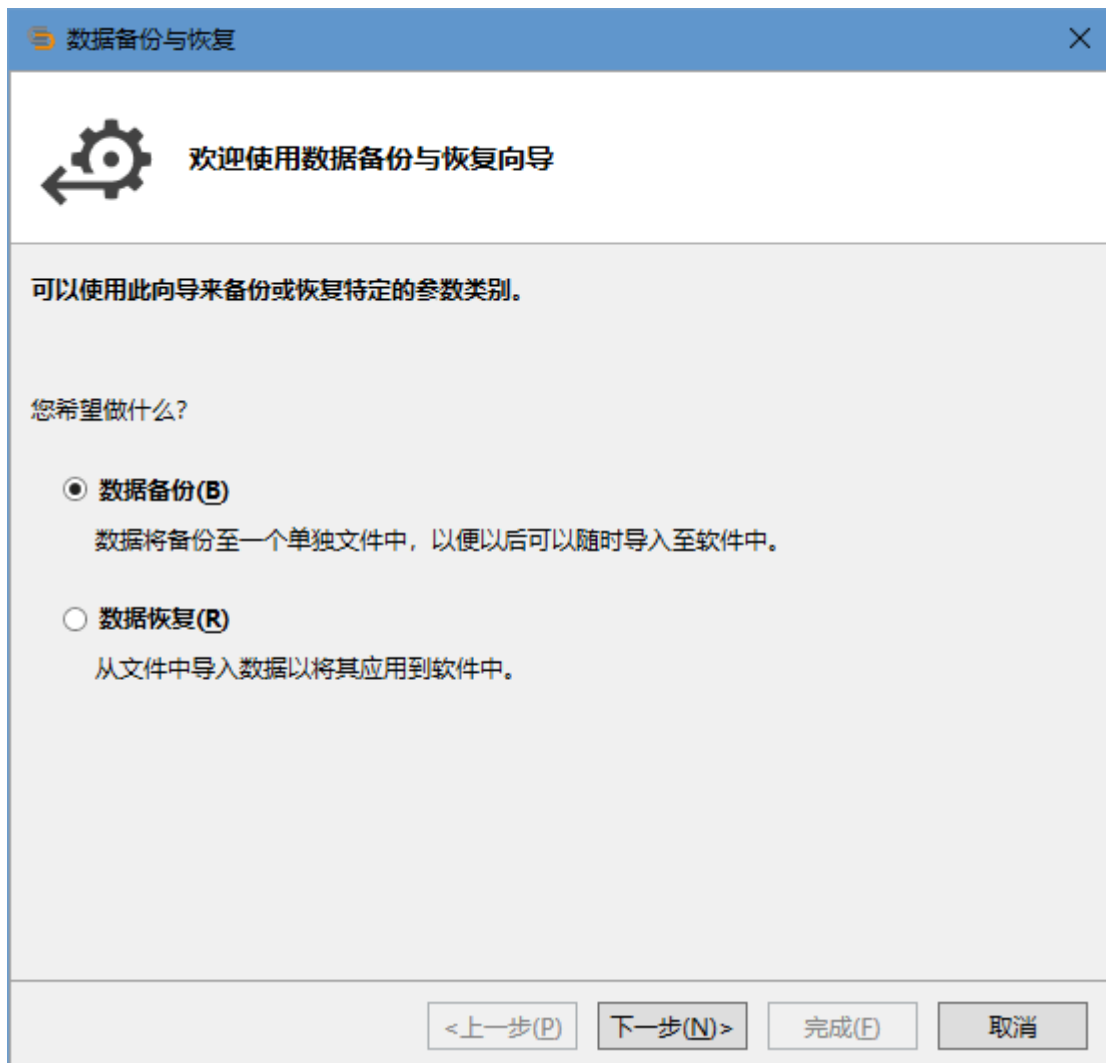 数据备份与恢复
欢迎使用数据备份与恢复向导
可以使用此向导来备份或恢复特定的参数类别。
您希望做什么?
数据备份(B)
数据将备份至一个单独文件中，以便以后可以随时导入至软件中。
数据恢复(R)
从文件中导入数据以将其应用到软件中。
<上一步(P) 下一步(N)> 完成(F) 取消